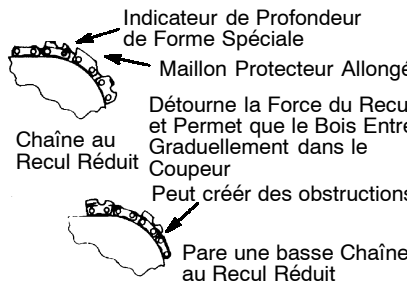 Indicateur de Profondeur
de Forme Spéciale
Maillon Protecteur Allongé
Détourne la Force du Recu
et Permet que le Bois Entre
Graduellement dans le
Coupeur
Chaîne au
Recul Réduit
Peut créér des obstructions
Pare une basse Chaîne
au Recul Réduit